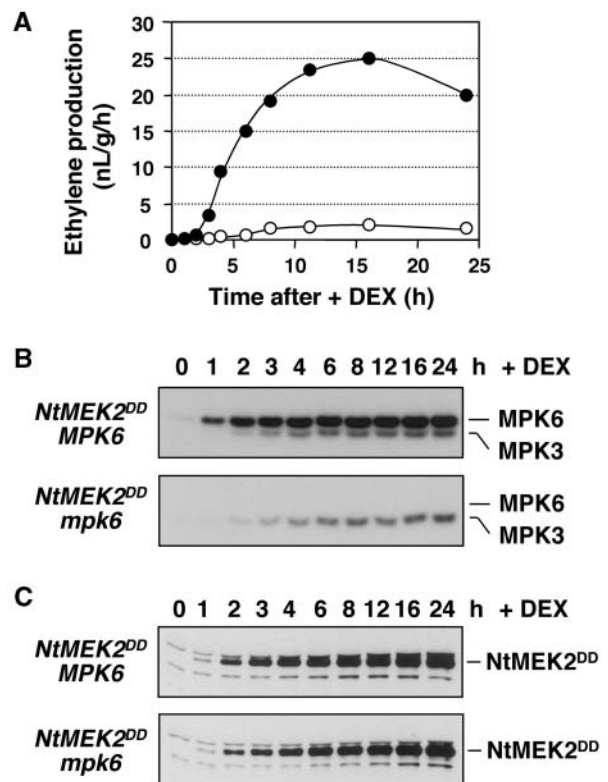 A
Ethylene production
(nL/g/h)
30
25
20
15
10
5
0
0 5 10 15 20 25
Time after + DEX (h)
B
0 1 2 3 4 6 8 12 16 24 h + DEX
NtMEK2DD
MPK6
MPK6
MPK3
NtMEK2DD
mpk6
MPK6
MPK3
C
0 1 2 3 4 6 8 12 16 24 h + DEX
NtMEK2DD
MPK6
NtMEK2DD
NtMEK2DD
mpk6
NtMEK2DD